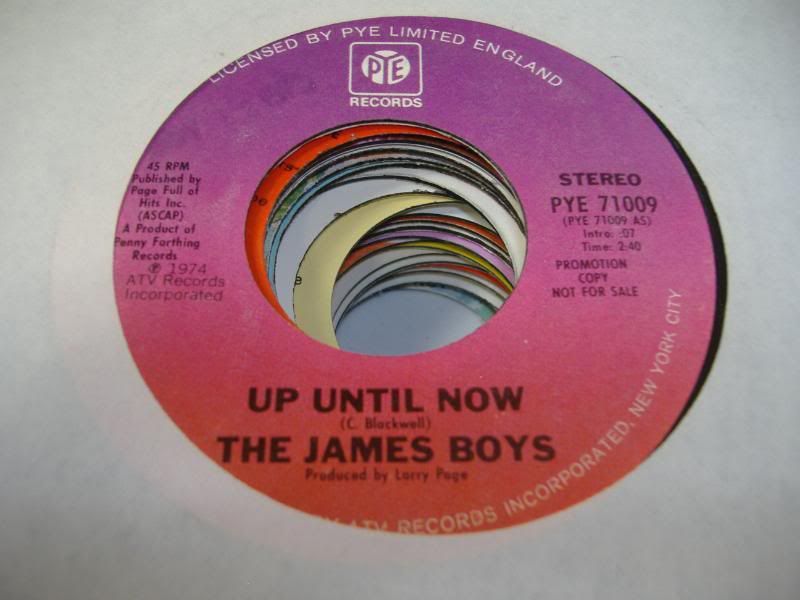 LICENSED BY PYE LIMITED ENGLAND
PYE
RECORDS
45 RPM
Published by
Page Full of
Hits Inc.
(ASCAP)
A Product of
Penny Farthing
Records
℗ 1974
ATV Records
Incorporated
STEREO
PYE 71009
(PYE 71009 AS)
Intro: :07
Time: 2:40
PROMOTION
COPY
NOT FOR SALE
UP UNTIL NOW
(C. Blackwell)
THE JAMES BOYS
Produced by Larry Page
BY ATV RECORDS INCORPORATED, NEW YORK CITY